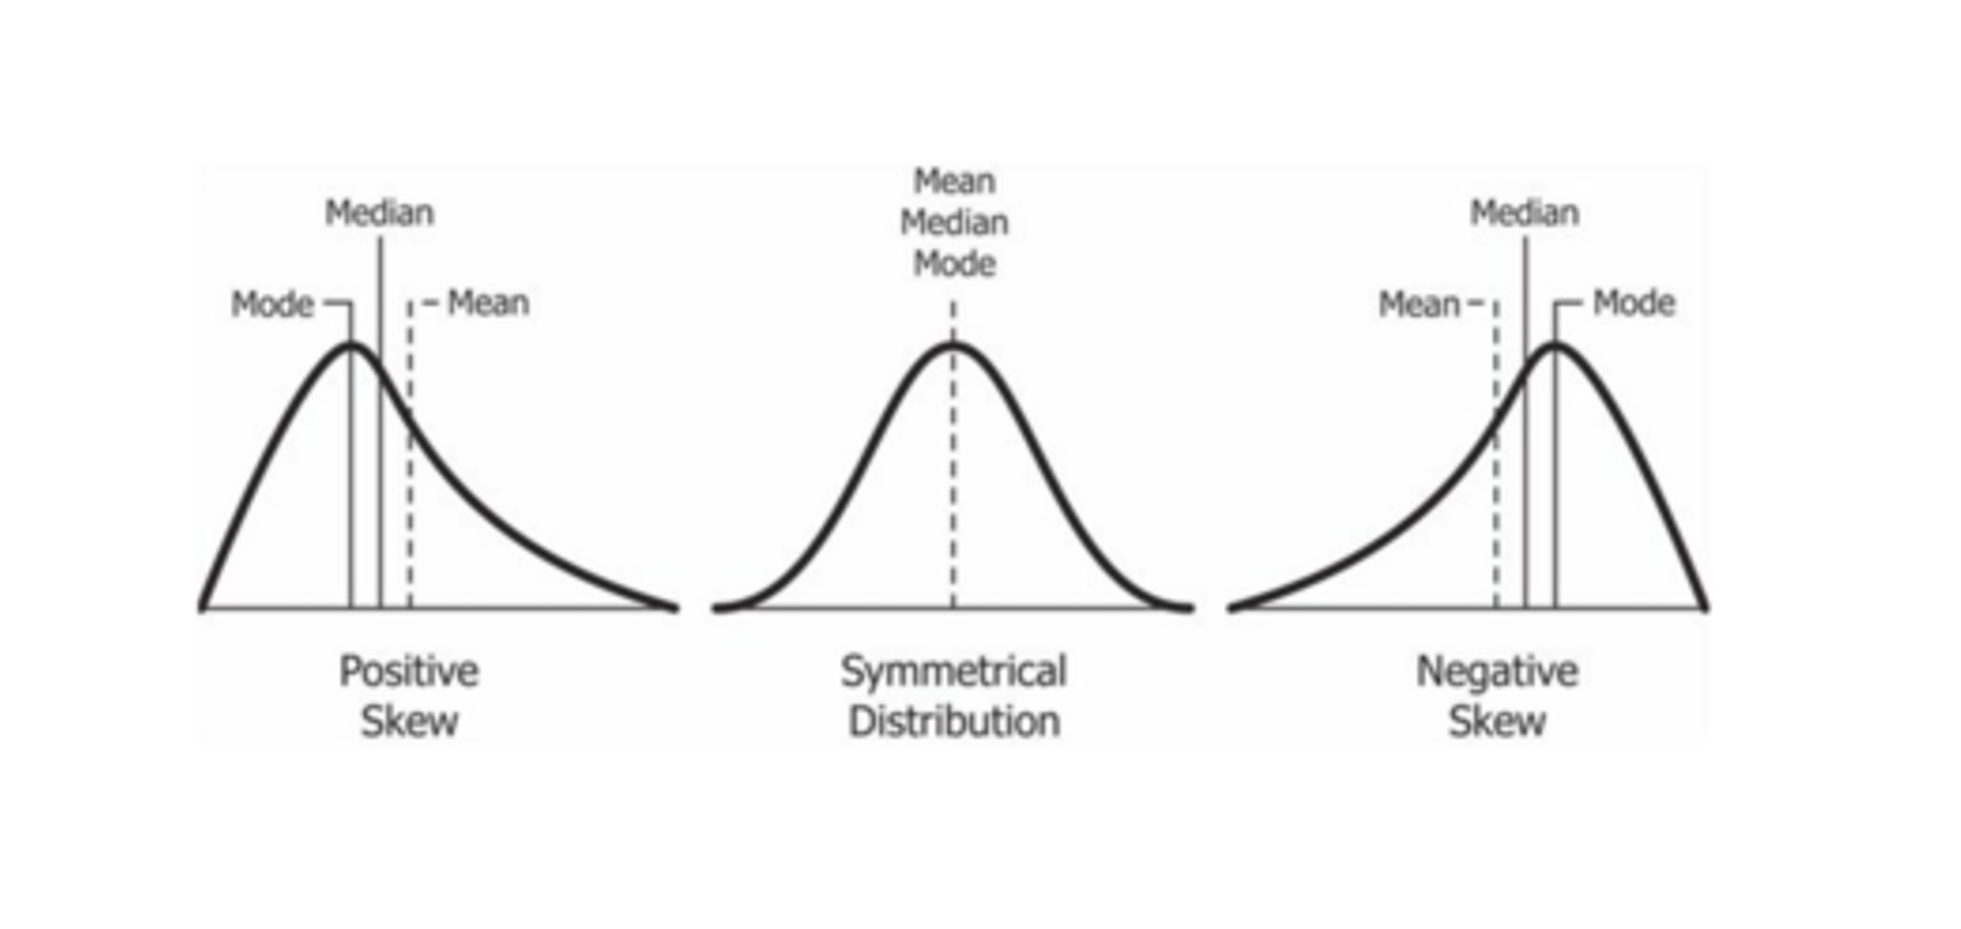 Median
Mode
Mean
Positive
Skew
Mean
Median
Mode
Symmetrical
Distribution
Median
Mean
Mode
Negative
Skew